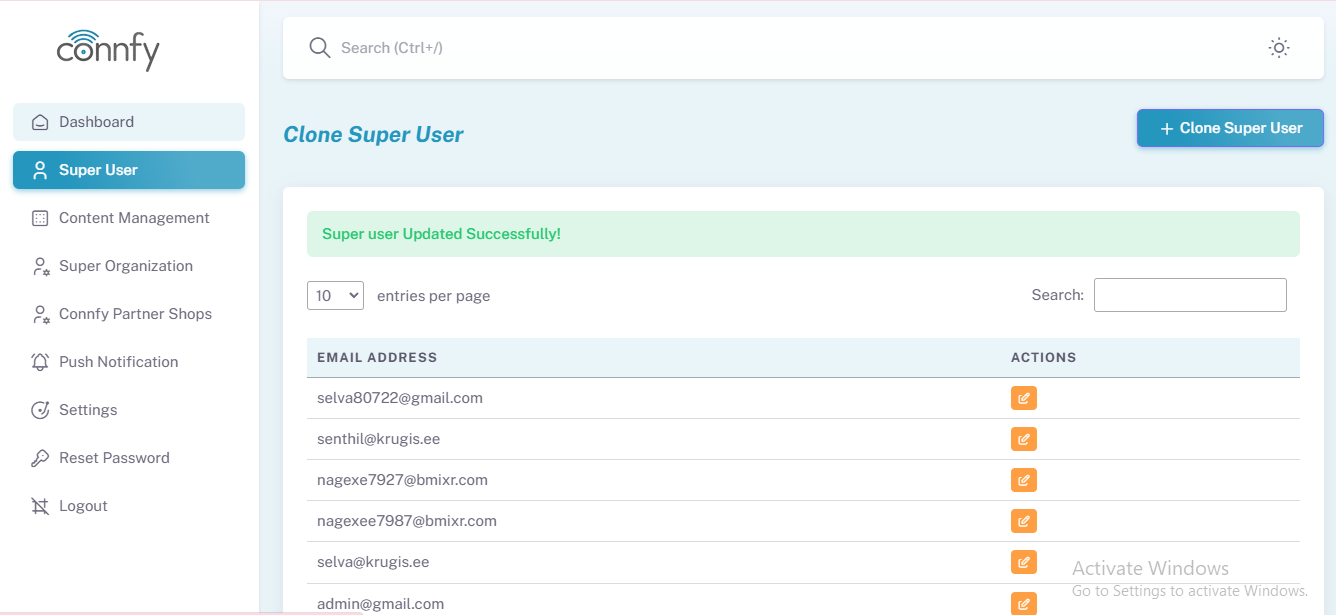 connfy
Search (Ctrl+/)
Dashboard
Super User
Content Management
Super Organization
Connfy Partner Shops
Push Notification
Settings
Reset Password
Logout
Clone Super User
+ Clone Super User
Super user Updated Successfully!
10 entries per page
Search:
EMAIL ADDRESS ACTIONS
selva80722@gmail.com
senthil@krugis.ee
nagexe7927@bmixr.com
nagexee7987@bmixr.com
selva@krugis.ee
admin@gmail.com
Activate Windows
Go to Settings to activate Windows.